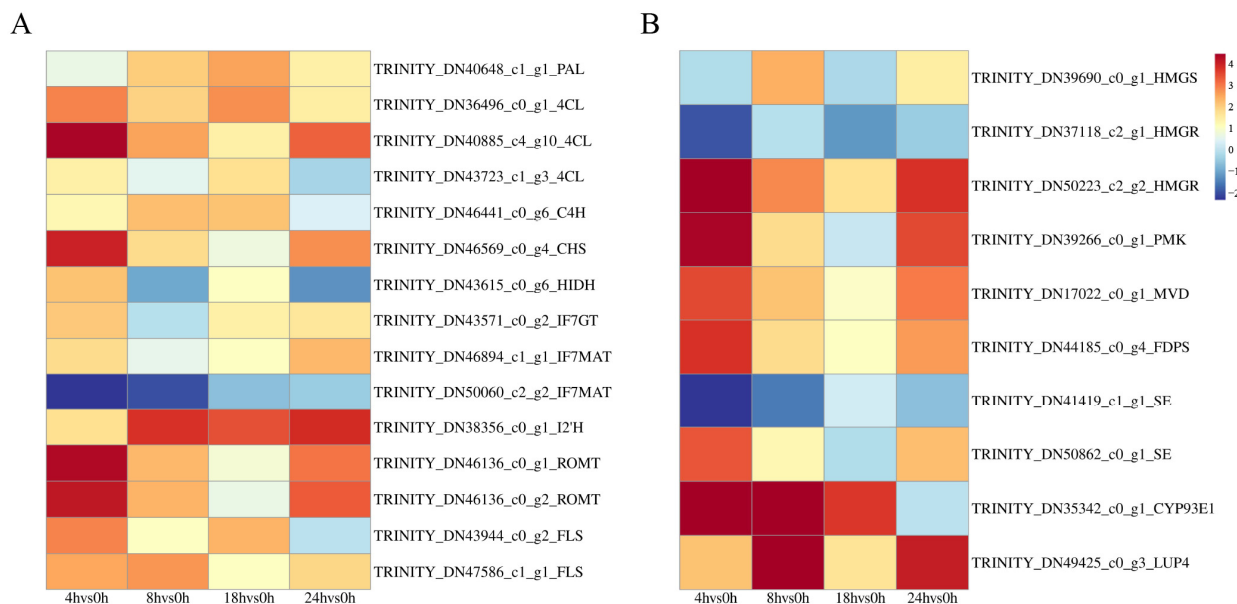 A
TRINITY_DN40648_c1_g1_PAL
TRINITY_DN36496_c0_g1_4CL
TRINITY_DN40885_c4_g10_4CL
TRINITY_DN43723_c1_g3_4CL
TRINITY_DN46441_c0_g6_C4H
TRINITY_DN46569_c0_g4_CHS
TRINITY_DN43615_c0_g6_HIDH
TRINITY_DN43571_c0_g2_IF7GT
TRINITY_DN46894_c1_g1_IF7MAT
TRINITY_DN50060_c2_g2_IF7MAT
TRINITY_DN38356_c0_g1_I2'H
TRINITY_DN46136_c0_g1_ROMT
TRINITY_DN46136_c0_g2_ROMT
TRINITY_DN43944_c0_g2_FLS
TRINITY_DN47586_c1_g1_FLS
4hvs0h 8hvs0h 18hvs0h 24hvs0h
B
TRINITY_DN39690_c0_g1_HMGS
TRINITY_DN37118_c2_g1_HMGR
TRINITY_DN50223_c2_g2_HMGR
TRINITY_DN39266_c0_g1_PMK
TRINITY_DN17022_c0_g1_MVD
TRINITY_DN44185_c0_g4_FDPS
TRINITY_DN41419_c1_g1_SE
TRINITY_DN50862_c0_g1_SE
TRINITY_DN35342_c0_g1_CYP93E1
TRINITY_DN49425_c0_g3_LUP4
4hvs0h 8hvs0h 18hvs0h 24hvs0h
4
3
2
1
0
−1
−2